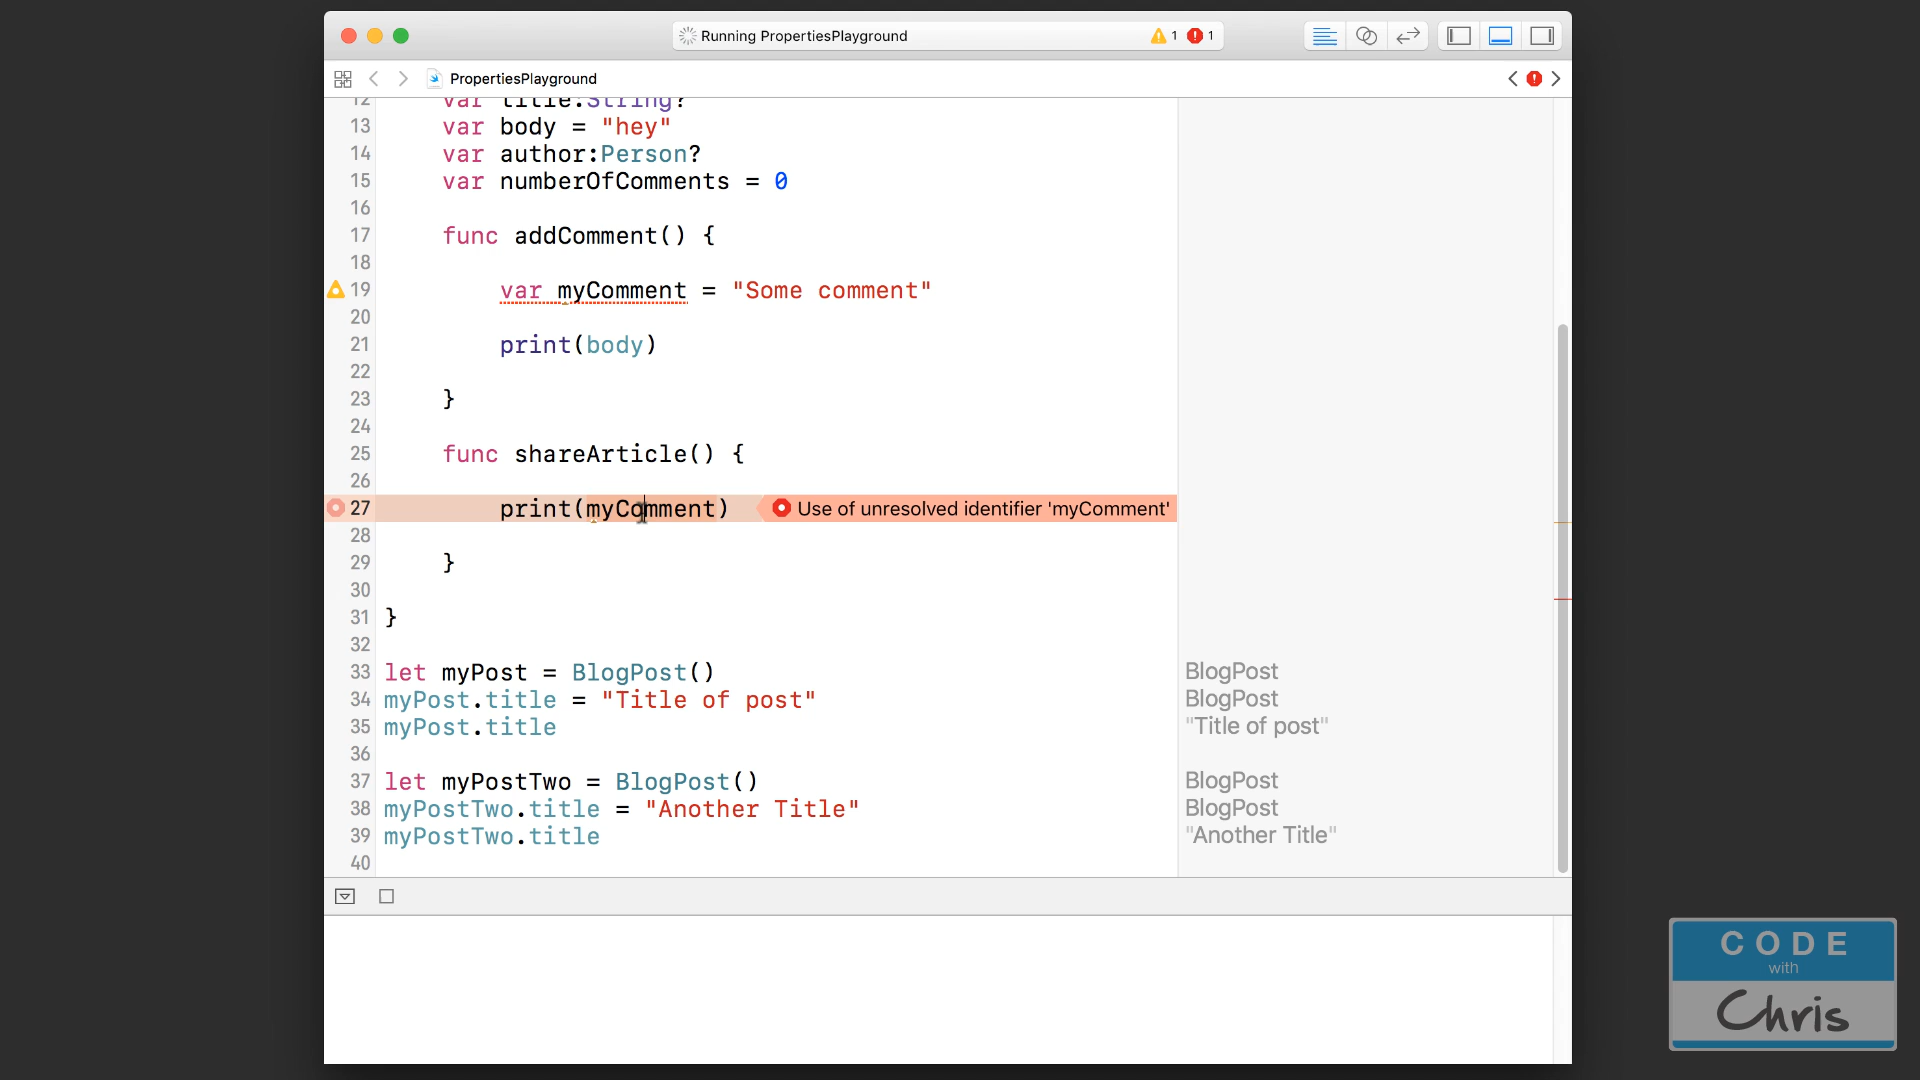 Running PropertiesPlayground 1 1
PropertiesPlayground
12 var title:String?
13 var body = "hey"
14 var author:Person?
15 var numberOfComments = 0
16
17 func addComment() {
18
19 var myComment = "Some comment"
20
21 print(body)
22
23 }
24
25 func shareArticle() {
26
27 print(myComment) Use of unresolved identifier 'myComment'
28
29 }
30
31 }
32
33 let myPost = BlogPost() BlogPost
34 myPost.title = "Title of post" BlogPost
35 myPost.title "Title of post"
36
37 let myPostTwo = BlogPost() BlogPost
38 myPostTwo.title = "Another Title" BlogPost
39 myPostTwo.title "Another Title"
40
CODE
with
Chris